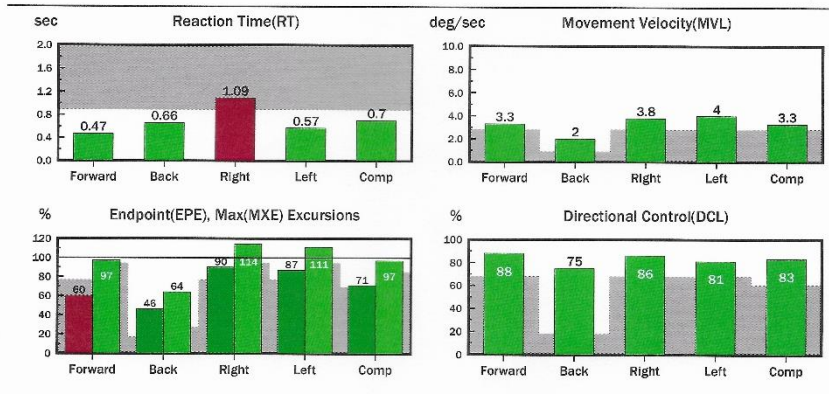 sec Reaction Time(RT)
2.0
1.6
1.2
0.8
0.4
0.0
0.47 0.66 1.09 0.57 0.7
Forward Back Right Left Comp
deg/sec Movement Velocity(MVL)
10.0
8.0
6.0
4.0
2.0
0.0
3.3 2 3.8 4 3.3
Forward Back Right Left Comp
% Endpoint(EPE), Max(MXE) Excursions
120
100
80
60
40
20
0
60 97 46 64 90 114 87 111 71 97
Forward Back Right Left Comp
% Directional Control(DCL)
100
80
60
40
20
0
88 75 86 81 83
Forward Back Right Left Comp